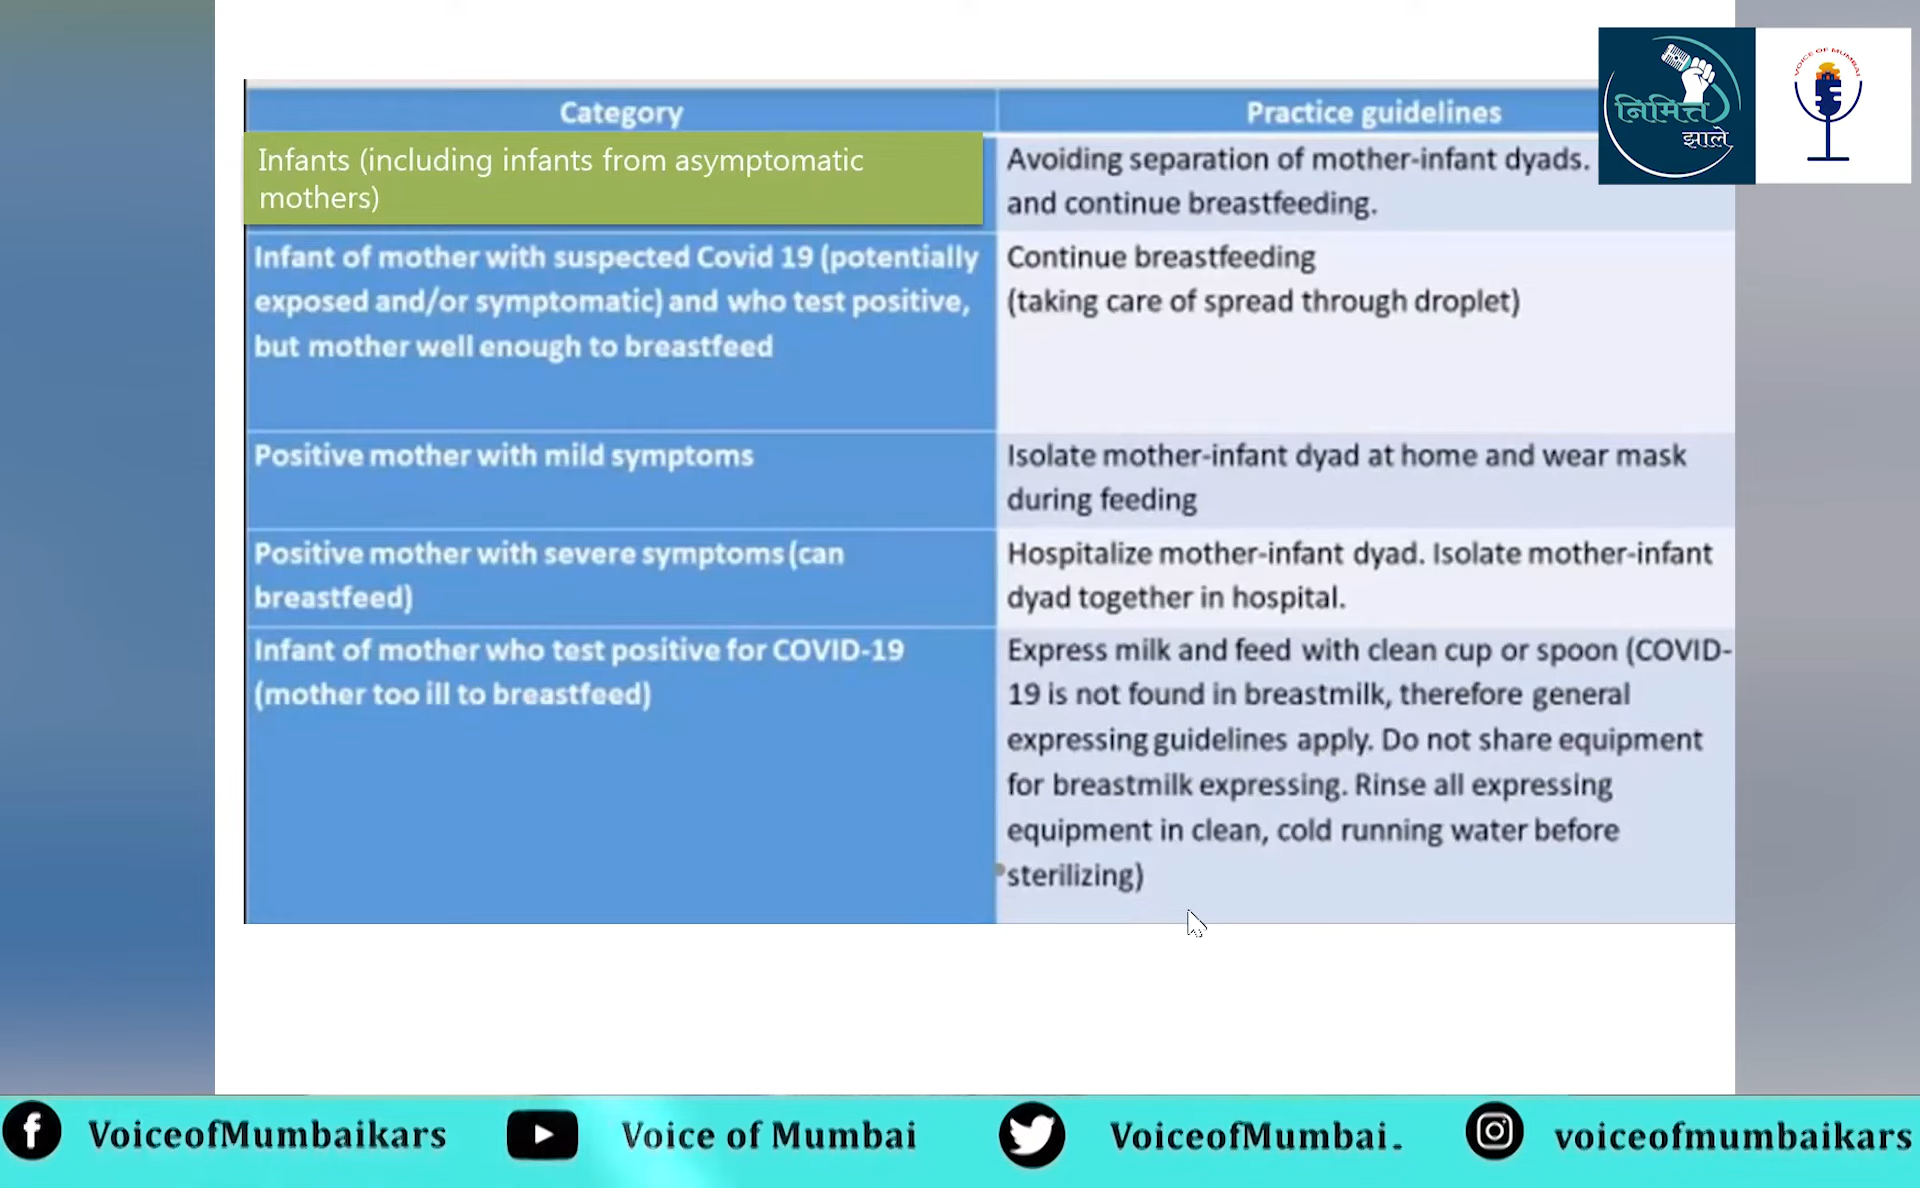 Category
Practice guidelines
Infants (including infants from asymptomatic
mothers)
Avoiding separation of mother-infant dyads.
and continue breastfeeding.
Infant of mother with suspected Covid 19 (potentially
exposed and/or symptomatic) and who test positive,
but mother well enough to breastfeed
Continue breastfeeding
(taking care of spread through droplet)
Positive mother with mild symptoms
Isolate mother-infant dyad at home and wear mask
during feeding
Positive mother with severe symptoms (can
breastfeed)
Hospitalize mother-infant dyad. Isolate mother-infant
dyad together in hospital.
Infant of mother who test positive for COVID-19
(mother too ill to breastfeed)
Express milk and feed with clean cup or spoon (COVID-
19 is not found in breastmilk, therefore general
expressing guidelines apply. Do not share equipment
for breastmilk expressing. Rinse all expressing
equipment in clean, cold running water before
sterilizing)
निमित्त
झाले
VOICE OF MUMBAI
VoiceofMumbaikars
Voice of Mumbai
VoiceofMumbai.
voiceofmumbaikars